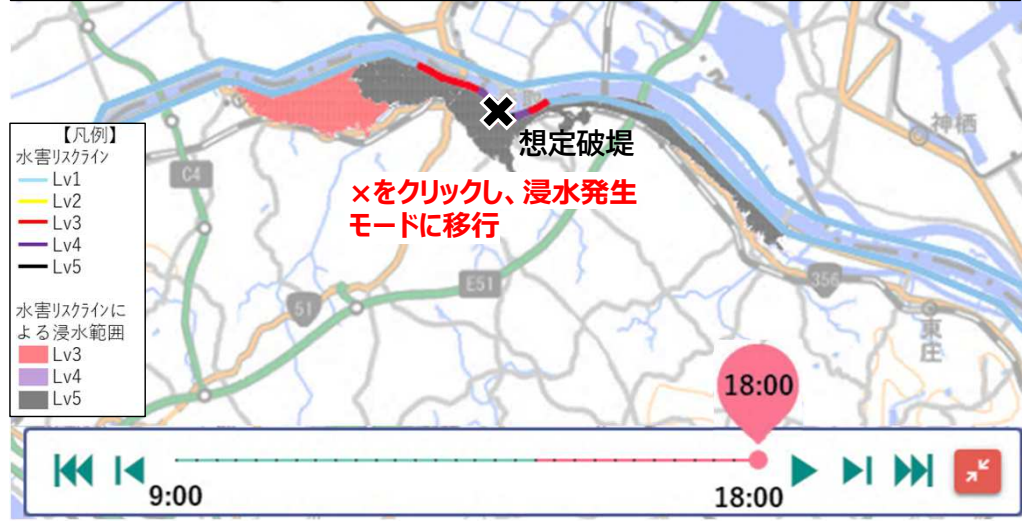 神栖
想定破堤
【凡例】
水害リスクライン
Lv1
Lv2
Lv3
Lv4
Lv5
C4
×をクリックし、浸水発生
モードに移行
E51
356
51
水害リスクラインに
よる浸水範囲
Lv3
Lv4
Lv5
東庄
18:00
9:00
18:00